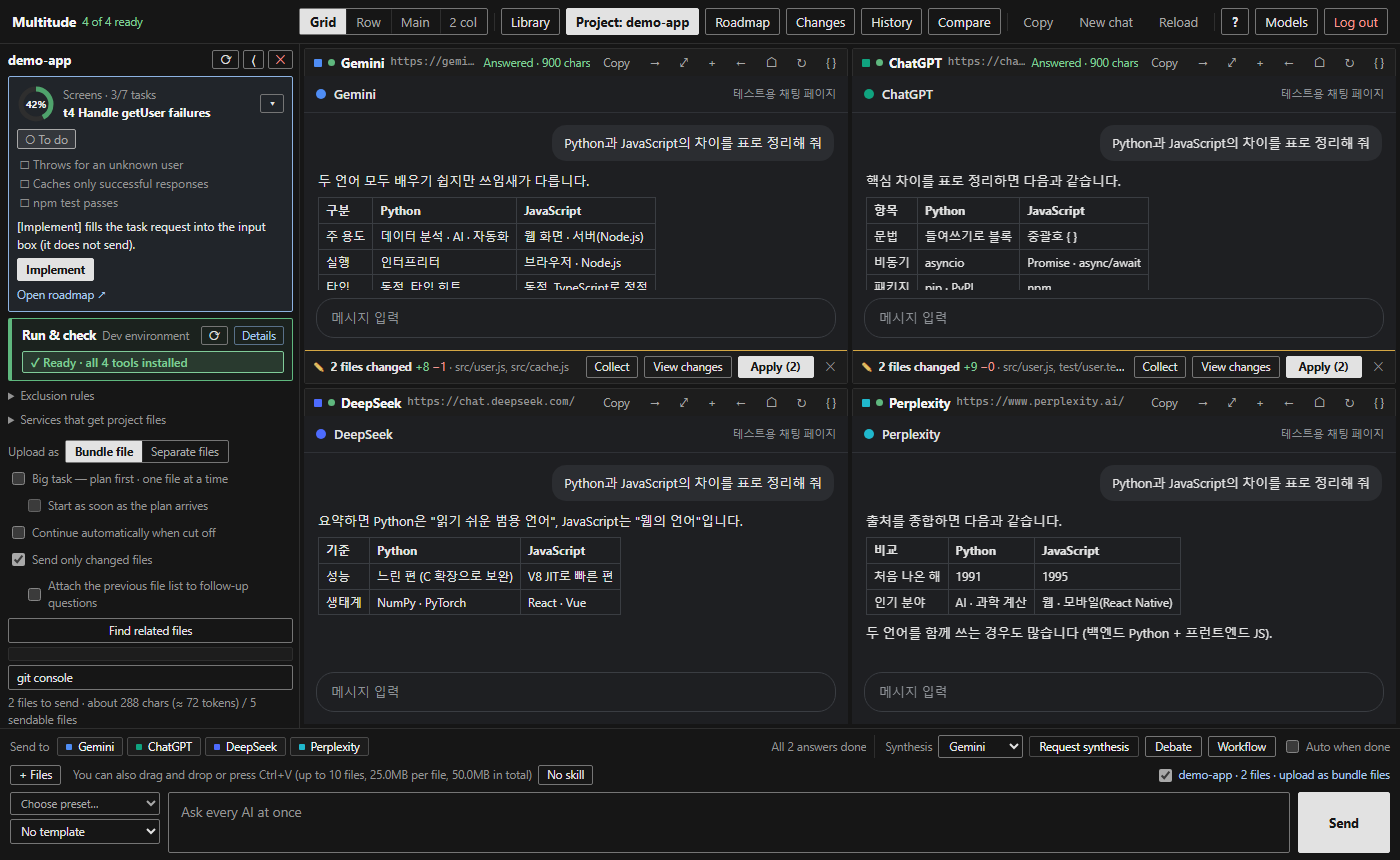 Multitude 4 of 4 ready
Grid Row Main 2 col Library Project: demo-app Roadmap Changes History Compare Copy New chat Reload ? Models Log out
demo-app
42%
Screens · 3/7 tasks
t4 Handle getUser failures
To do
Throws for an unknown user
Caches only successful responses
npm test passes
[Implement] fills the task request into the input
box (it does not send).
Implement
Open roadmap ↗
Run & check Dev environment Details
✓ Ready · all 4 tools installed
Exclusion rules
Services that get project files
Upload as Bundle file Separate files
Big task — plan first · one file at a time
Start as soon as the plan arrives
Continue automatically when cut off
Send only changed files
Attach the previous file list to follow-up
questions
Find related files
git console
2 files to send · about 288 chars (≈ 72 tokens) / 5
sendable files
Gemini https://gemi… Answered · 900 chars Copy → ⤢ + ← ↻ { }
Gemini 테스트용 채팅 페이지
Python과 JavaScript의 차이를 표로 정리해 줘
두 언어 모두 배우기 쉽지만 쓰임새가 다릅니다.
구분 Python JavaScript
주 용도 데이터 분석 · AI · 자동화 웹 화면 · 서버(Node.js)
실행 인터프리터 브라우저 · Node.js
타입 동적, 타입 힌트 동적, TypeScript로 정적
메시지 입력
2 files changed +8 −1 · src/user.js, src/cache.js Collect View changes Apply (2)
ChatGPT https://cha… Answered · 900 chars Copy → ⤢ + ← ↻ { }
ChatGPT 테스트용 채팅 페이지
Python과 JavaScript의 차이를 표로 정리해 줘
핵심 차이를 표로 정리하면 다음과 같습니다.
항목 Python JavaScript
문법 들여쓰기로 블록 중괄호 { }
비동기 asyncio Promise · async/await
패키지 pip · PyPI npm
메시지 입력
2 files changed +9 −0 · src/user.js, test/user.te… Collect View changes Apply (2)
DeepSeek https://chat.deepseek.com/ Copy → ⤢ + ← ↻ { }
DeepSeek 테스트용 채팅 페이지
Python과 JavaScript의 차이를 표로 정리해 줘
요약하면 Python은 "읽기 쉬운 범용 언어", JavaScript는 "웹의 언어"입니다.
기준 Python JavaScript
성능 느린 편 (C 확장으로 보완) V8 JIT로 빠른 편
생태계 NumPy · PyTorch React · Vue
메시지 입력
Perplexity https://www.perplexity.ai/ Copy → ⤢ + ← ↻ { }
Perplexity 테스트용 채팅 페이지
Python과 JavaScript의 차이를 표로 정리해 줘
출처를 종합하면 다음과 같습니다.
비교 Python JavaScript
처음 나온 해 1991 1995
인기 분야 AI · 과학 계산 웹 · 모바일(React Native)
두 언어를 함께 쓰는 경우도 많습니다 (백엔드 Python + 프런트엔드 JS).
메시지 입력
Send to Gemini ChatGPT DeepSeek Perplexity All 2 answers done Synthesis Gemini Request synthesis Debate Workflow Auto when done
+ Files You can also drag and drop or press Ctrl+V (up to 10 files, 25.0MB per file, 50.0MB in total) No skill demo-app · 2 files · upload as bundle files
Choose preset...
No template
Ask every AI at once
Send